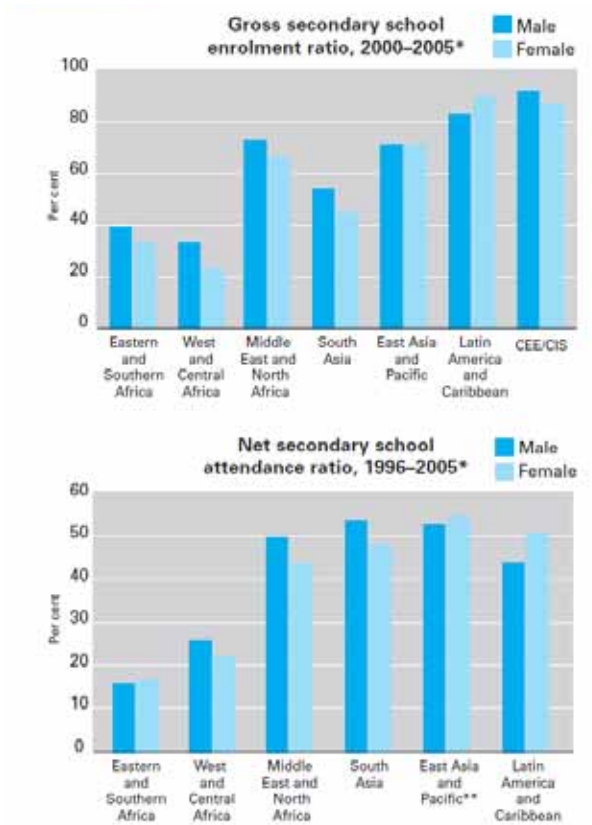 Gross secondary school
enrolment ratio, 2000–2005*
Male
Female
100
80
60
40
20
0
Per cent
Eastern
and
Southern
Africa
West
and
Central
Africa
Middle
East and
North
Africa
South
Asia
East Asia
and
Pacific
Latin
America
and
Caribbean
CEE/CIS
Net secondary school
attendance ratio, 1996–2005*
Male
Female
60
50
40
30
20
10
0
Per cent
Eastern
and
Southern
Africa
West
and
Central
Africa
Middle
East and
North
Africa
South
Asia
East Asia
and
Pacific**
Latin
America
and
Caribbean